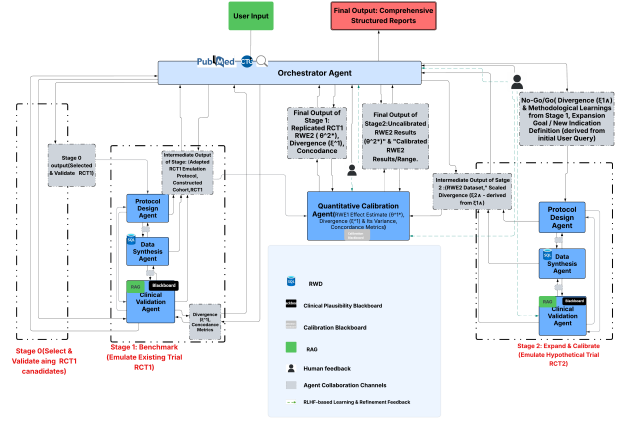 User Input
Final Output: Comprehensive
Structured Reports
PubMed
CTU
Orchestrator Agent
Final Output of
Stage 1:
Replicated RCT1
RWE2 (θ^2*),
Divergence (ξ^1),
Concordance
Final Output of
Stage2:Uncalibrated
RWE2 Results
(θ^2*)" & "Calibrated
RWE2
Results/Range.
No-Go/Go( Divergence (ξ1∧)
& Methodological Learnings
from Stage 1, Expansion
Goal / New Indication
Definition (derived from
initial User Query)
Stage 0
output(Selected
& Validate RCT1)
Intermediate Output
of Stage: (Adapted
RCT1 Emulation
Protocol,
Constructed
Cohort,RCT1
Intermediate Output of Satge
2 -:(RWE2 Dataset," Scaled
Divergence (ξ2∧ - derived
from ξ1∧)
Protocol
Design
Agent
SQL
Data
Synthesis
Agent
RAG
Blackboard
Clinical
Validation
Agent
Divergence
(ξ^1),
Concodance
Metrics
Quantitative Calibration
Agent(RWE1 Effect Estimate (θ^1*),
Divergence (ξ^1) & Its Variance,
Concordance Metrics)
Protocol
Design
Agent
SQL
Data
Synthesis
Agent
RAG
Blackboard
Clinical
Validation
Agent
Stage 0(Select &
Validate aing RCT1
canadidates)
Stage 1: Benchmark
(Emulate Existing Trial
RCT1)
Stage 2: Expand & Calibrate
(Emulate Hypothetical Trial
RCT2)
RWD
Clinical Plausibility Blackboard
Calibration Blackboard
RAG
Human feedback
Agent Collaboration Channels
RLHF-based Learning & Refinement Feedback